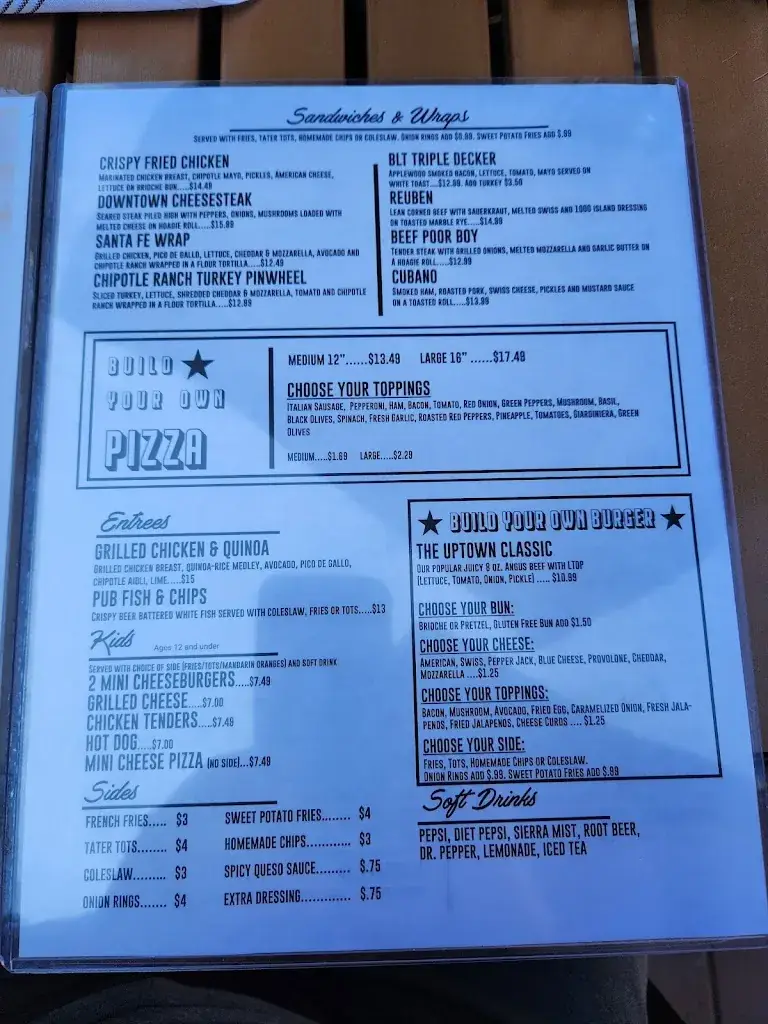 Sandwiches & Wraps
SERVED WITH FRIES, TATER TOTS, HOMEMADE CHIPS OR COLESLAW. ONION RINGS ADD $0.99. SWEET POTATO FRIES ADD $.99
CRISPY FRIED CHICKEN
MARINATED CHICKEN BREAST, CHIPOTLE MAYO, PICKLES, AMERICAN CHEESE,
LETTUCE ON BRIOCHE BUN.....$14.49
DOWNTOWN CHEESESTEAK
SEARED STEAK PILED HIGH WITH PEPPERS, ONIONS, MUSHROOMS LOADED WITH
MELTED CHEESE ON HOAGIE ROLL.....$15.99
SANTA FE WRAP
GRILLED CHICKEN, PICO DE GALLO, LETTUCE, CHEDDAR & MOZZARELLA, AVOCADO AND
CHIPOTLE RANCH WRAPPED IN A FLOUR TORTILLA.....$12.49
CHIPOTLE RANCH TURKEY PINWHEEL
SLICED TURKEY, LETTUCE, SHREDDED CHEDDAR & MOZZARELLA, TOMATO AND CHIPOTLE
RANCH WRAPPED IN A FLOUR TORTILLA.....$12.99
BLT TRIPLE DECKER
APPLEWOOD SMOKED BACON, LETTUCE, TOMATO, MAYO SERVED ON
WHITE TOAST....$12.99. ADD TURKEY $3.50
REUBEN
LEAN CORNED BEEF WITH SAUERKRAUT, MELTED SWISS AND 1000 ISLAND DRESSING
ON TOASTED MARBLE RYE.....$14.99
BEEF POOR BOY
TENDER STEAK WITH GRILLED ONIONS, MELTED MOZZARELLA AND GARLIC BUTTER ON
A HOAGIE ROLL.....$12.99
CUBANO
SMOKED HAM, ROASTED PORK, SWISS CHEESE, PICKLES AND MUSTARD SAUCE
ON A TOASTED ROLL.....$13.99
BUILD
YOUR OWN
PIZZA
MEDIUM 12".....$13.49 LARGE 16" ......$17.49
CHOOSE YOUR TOPPINGS
ITALIAN SAUSAGE, PEPPERONI, HAM, BACON, TOMATO, RED ONION, GREEN PEPPERS, MUSHROOM, BASIL,
BLACK OLIVES, SPINACH, FRESH GARLIC, ROASTED RED PEPPERS, PINEAPPLE, TOMATOES, GIARDINIERA, GREEN
OLIVES
MEDIUM.....$1.69 LARGE.....$2.29
Entrees
GRILLED CHICKEN & QUINOA
GRILLED CHICKEN BREAST, QUINOA-RICE MEDLEY, AVOCADO, PICO DE GALLO,
CHIPOTLE AIOLI, LIME.....$15
PUB FISH & CHIPS
CRISPY BEER BATTERED WHITE FISH SERVED WITH COLESLAW, FRIES OR TOTS.....$13
Kids Ages 12 and under
SERVED WITH CHOICE OF SIDE (FRIES/TOTS/MANDARIN ORANGES) AND SOFT DRINK
2 MINI CHEESEBURGERS....$7.49
GRILLED CHEESE.....$7.00
CHICKEN TENDERS....$7.49
HOT DOG.....$7.00
MINI CHEESE PIZZA (NO SIDE)...$7.49
Sides
FRENCH FRIES..... $3
TATER TOTS........ $4
COLESLAW......... $3
ONION RINGS....... $4
SWEET POTATO FRIES........ $4
HOMEMADE CHIPS............ $3
SPICY QUESO SAUCE......... $.75
EXTRA DRESSING............. $.75
BUILD YOUR OWN BURGER
THE UPTOWN CLASSIC
OUR POPULAR JUICY 8 OZ. ANGUS BEEF WITH LTOP
(LETTUCE, TOMATO, ONION, PICKLE) ..... $10.99
CHOOSE YOUR BUN:
BRIOCHE OR PRETZEL, GLUTEN FREE BUN ADD $1.50
CHOOSE YOUR CHEESE:
AMERICAN, SWISS, PEPPER JACK, BLUE CHEESE, PROVOLONE, CHEDDAR,
MOZZARELLA ....$1.25
CHOOSE YOUR TOPPINGS:
BACON, MUSHROOM, AVOCADO, FRIED EGG, CARAMELIZED ONION, FRESH JALA-
PENOS, FRIED JALAPENOS, CHEESE CURDS .... $1.25
CHOOSE YOUR SIDE:
FRIES, TOTS, HOMEMADE CHIPS OR COLESLAW.
ONION RINGS ADD $.99. SWEET POTATO FRIES ADD $.99
Soft Drinks
PEPSI, DIET PEPSI, SIERRA MIST, ROOT BEER,
DR. PEPPER, LEMONADE, ICED TEA